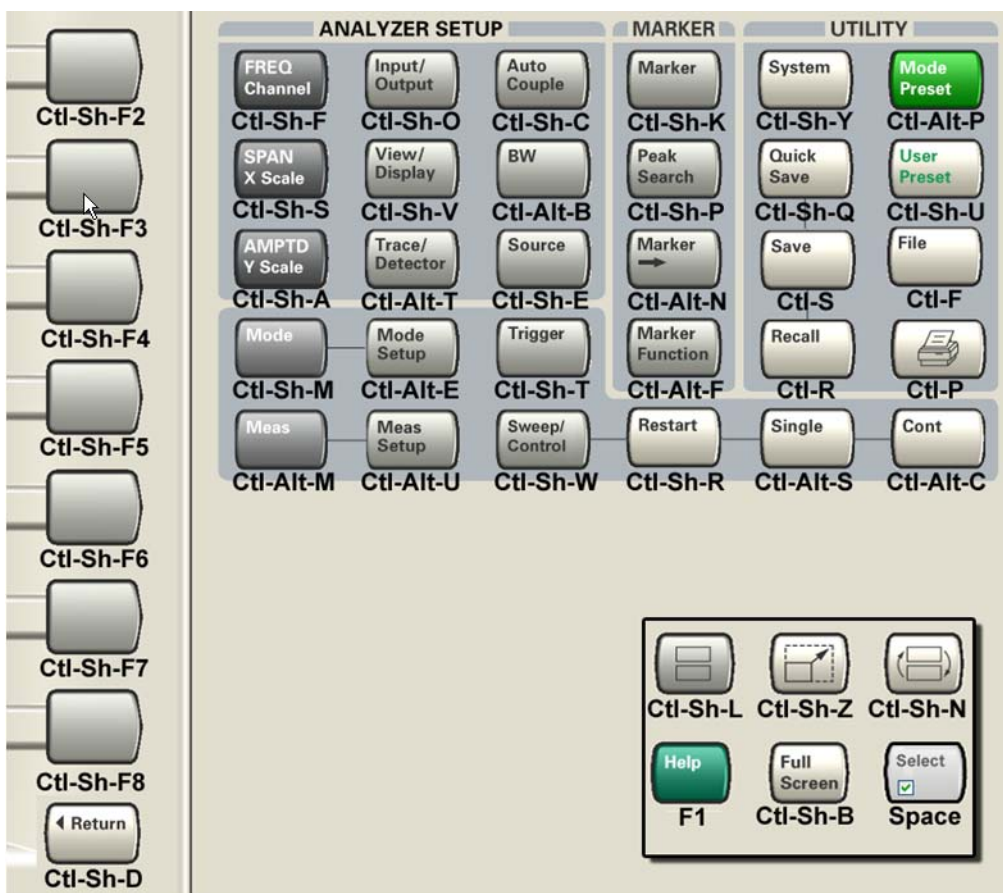 ANALYZER SETUP
MARKER
UTILITY
FREQ
Channel
Input/
Output
Auto
Couple
Marker
System
Mode
Preset
Ctl-Sh-F2
Ctl-Sh-F
Ctl-Sh-O
Ctl-Sh-C
Ctl-Sh-K
Ctl-Sh-Y
Ctl-Alt-P
SPAN
X Scale
View/
Display
BW
Peak
Search
Quick
Save
User
Preset
Ctl-Sh-F3
Ctl-Sh-S
Ctl-Sh-V
Ctl-Alt-B
Ctl-Sh-P
Ctl-Sh-Q
Ctl-Sh-U
AMPTD
Y Scale
Trace/
Detector
Source
Marker
Save
File
Ctl-Sh-A
Ctl-Alt-T
Ctl-Sh-E
Ctl-Alt-N
Ctl-S
Ctl-F
Ctl-Sh-F4
Mode
Mode
Setup
Trigger
Marker
Function
Recall
Ctl-Sh-M
Ctl-Alt-E
Ctl-Sh-T
Ctl-Alt-F
Ctl-R
Ctl-P
Ctl-Sh-F5
Meas
Meas
Setup
Sweep/
Control
Restart
Single
Cont
Ctl-Alt-M
Ctl-Alt-U
Ctl-Sh-W
Ctl-Sh-R
Ctl-Alt-S
Ctl-Alt-C
Ctl-Sh-F6
Ctl-Sh-F7
Ctl-Sh-L
Ctl-Sh-Z
Ctl-Sh-N
Ctl-Sh-F8
Help
Full
Screen
Select
F1
Ctl-Sh-B
Space
Return
Ctl-Sh-D